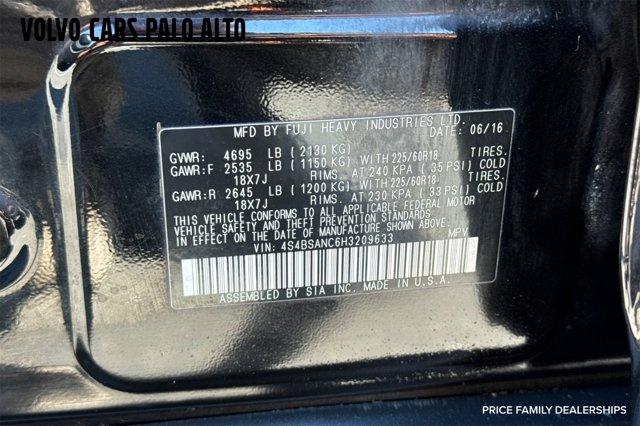 VOLVO CARS PALO ALTO
MFD BY FUJI HEAVY INDUSTRIES LTD.
DATE: 06/16
GVWR: 4695 LB ( 2130 KG)
GAWR:F 2535 LB ( 1150 KG) WITH 225/60R18 TIRES.
18X7J RIMS. AT 240 KPA ( 35 PSI) COLD
GAWR:R 2645 LB ( 1200 KG) WITH 225/60R18 TIRES.
18X7J RIMS. AT 230 KPA ( 33 PSI) COLD
THIS VEHICLE CONFORMS TO ALL APPLICABLE FEDERAL MOTOR
VEHICLE SAFETY AND THEFT PREVENTION STANDARDS
IN EFFECT ON THE DATE OF MANUFACTURE SHOWN ABOVE.
VIN: 4S4BSANC6H3209633 MPV
ASSEMBLED BY SIA INC. MADE IN U.S.A.
PRICE FAMILY DEALERSHIPS